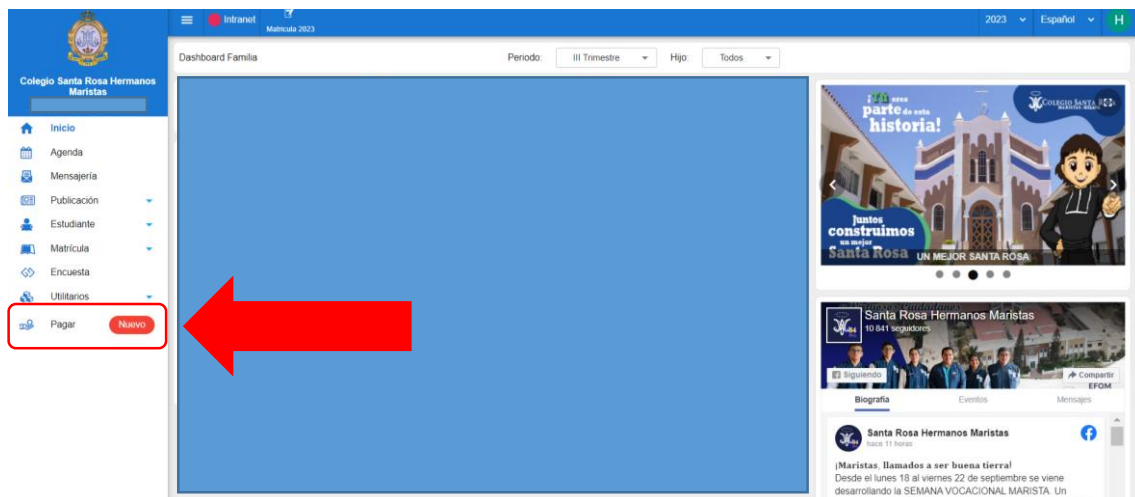 Intranet
Matricula 2023
2023
Español
H
Colegio Santa Rosa Hermanos
Maristas
Inicio
Agenda
Mensajería
Publicación
Estudiante
Matrícula
Encuesta
Utilitarios
Pagar
Nuevo
Dashboard Familia
Periodo:
III Trimestre
Hijo:
Todos
¡Tú eres
parte de esta
historia!
COLEGIO SANTA ROSA
Juntos
construimos
un mejor
Santa Rosa
UN MEJOR SANTA ROSA
Santa Rosa Hermanos Maristas
10 841 seguidores
Siguiendo
Compartir
EFOM
Biografía
Eventos
Mensajes
Santa Rosa Hermanos Maristas
hace 11 horas
¡Maristas, llamados a ser buena tierra!
Desde el lunes 18 al viernes 22 de septiembre se viene
desarrollando la SEMANA VOCACIONAL MARISTA. Un